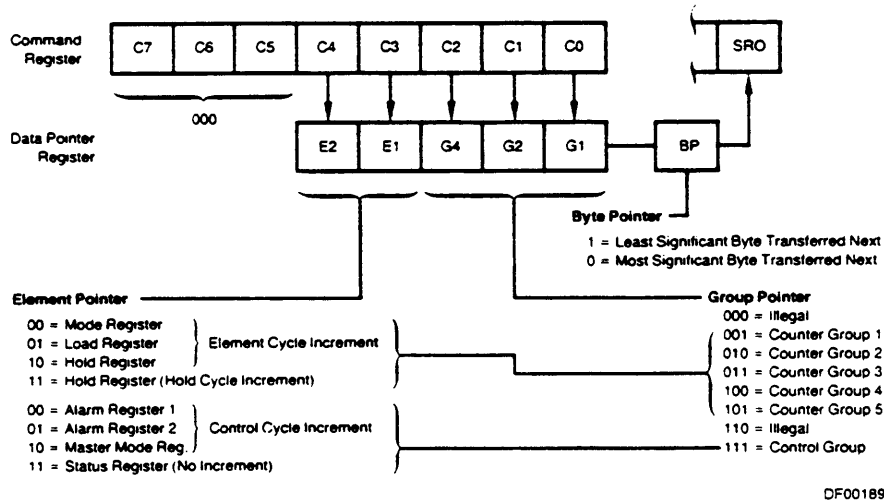 Command Register
C7 C6 C5 C4 C3 C2 C1 C0
SRO
000
Data Pointer Register
E2 E1 G4 G2 G1
BP
Byte Pointer
1 = Least Significant Byte Transferred Next
0 = Most Significant Byte Transferred Next
Element Pointer
00 = Mode Register
01 = Load Register
10 = Hold Register
Element Cycle Increment
11 = Hold Register (Hold Cycle Increment)
00 = Alarm Register 1
01 = Alarm Register 2
10 = Master Mode Reg.
Control Cycle Increment
11 = Status Register (No Increment)
Group Pointer
000 = Illegal
001 = Counter Group 1
010 = Counter Group 2
011 = Counter Group 3
100 = Counter Group 4
101 = Counter Group 5
110 = Illegal
111 = Control Group
DF00189